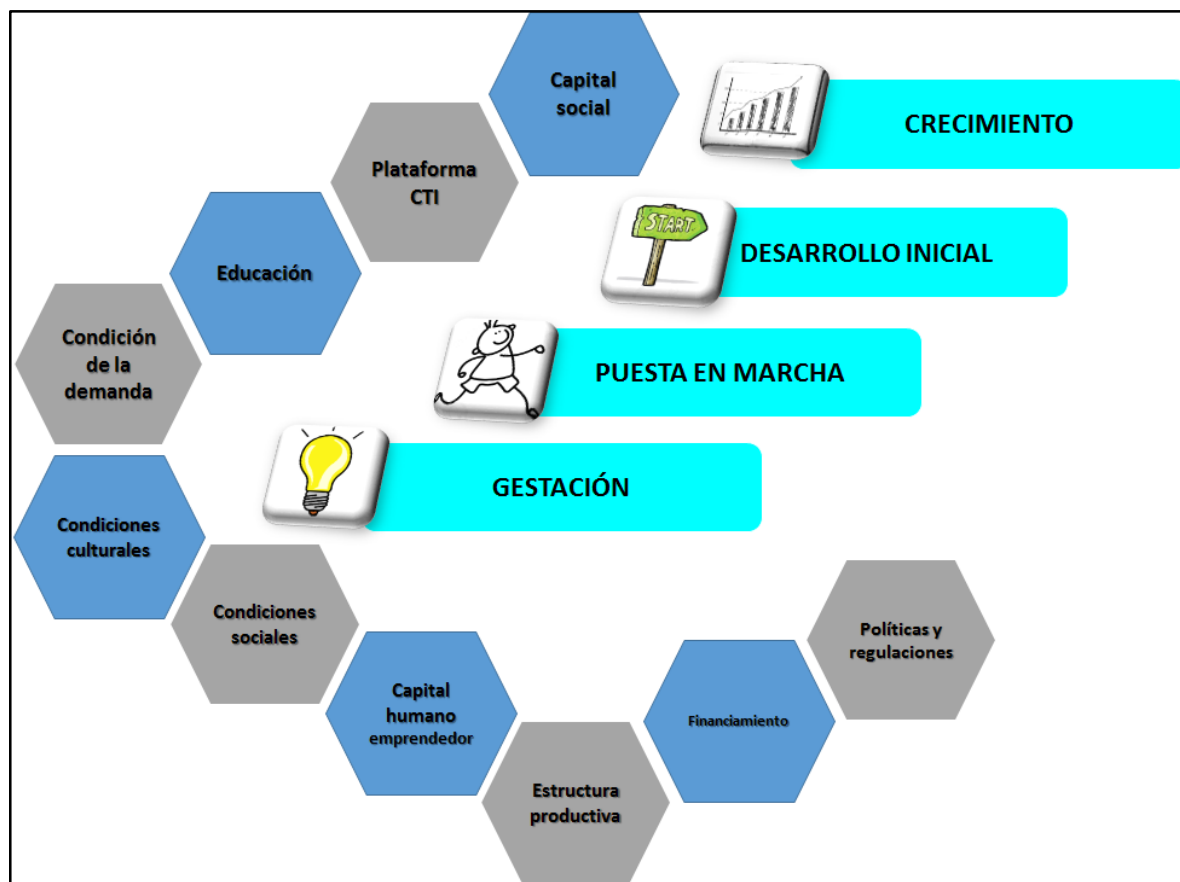 Capital
social
CRECIMIENTO
Plataforma
CTI
START
DESARROLLO INICIAL
Educación
Condición
de la
demanda
PUESTA EN MARCHA
GESTACIÓN
Condiciones
culturales
Condiciones
sociales
Capital
humano
emprendedor
Estructura
productiva
Financiamiento
Políticas y
regulaciones